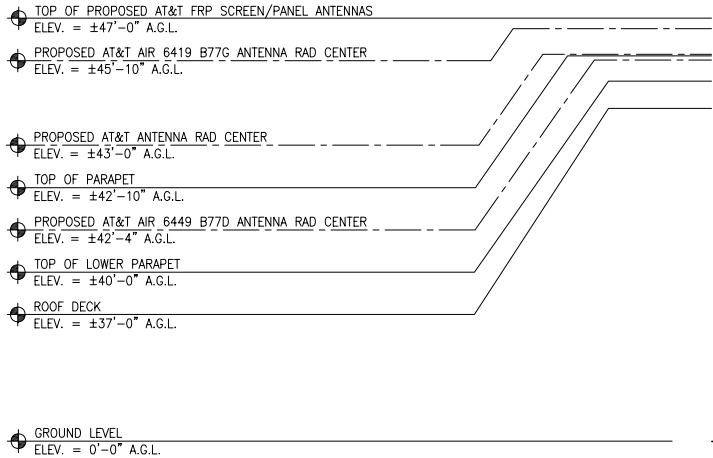 TOP OF PROPOSED AT&T FRP SCREEN/PANEL ANTENNAS
ELEV. = ±47'-0" A.G.L.
PROPOSED AT&T AIR 6419 B77G ANTENNA RAD CENTER
ELEV. = ±45'-10" A.G.L.
PROPOSED AT&T ANTENNA RAD CENTER
ELEV. = ±43'-0" A.G.L.
TOP OF PARAPET
ELEV. = ±42'-10" A.G.L.
PROPOSED AT&T AIR 6449 B77D ANTENNA RAD CENTER
ELEV. = ±42'-4" A.G.L.
TOP OF LOWER PARAPET
ELEV. = ±40'-0" A.G.L.
ROOF DECK
ELEV. = ±37'-0" A.G.L.
GROUND LEVEL
ELEV. = 0'-0" A.G.L.